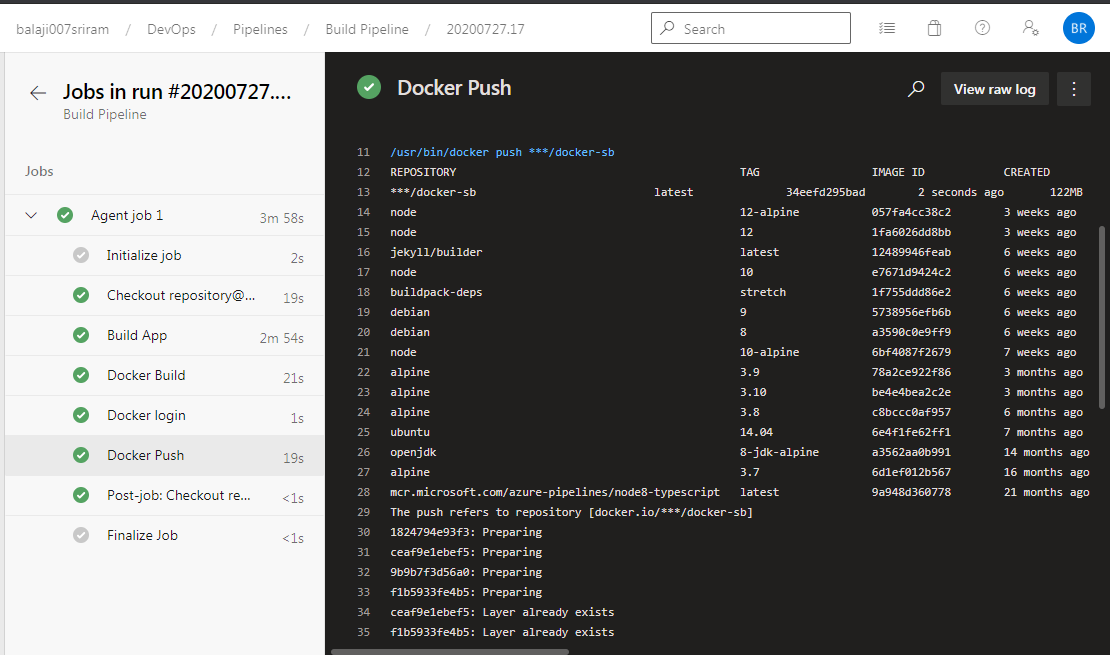 balaji007sriram / DevOps / Pipelines / Build Pipeline / 20200727.17
Search
BR
Jobs in run #20200727....
Build Pipeline
Jobs
Agent job 1 3m 58s
Initialize job 2s
Checkout repository@... 19s
Build App 2m 54s
Docker Build 21s
Docker login 1s
Docker Push 19s
Post-job: Checkout re... <1s
Finalize Job <1s
Docker Push
View raw log
11 /usr/bin/docker push ***/docker-sb
12 REPOSITORY TAG IMAGE ID CREATED
13 ***/docker-sb latest 34eefd295bad 2 seconds ago 122MB
14 node 12-alpine 057fa4cc38c2 3 weeks ago
15 node 12 1fa6026dd8bb 3 weeks ago
16 jekyll/builder latest 12489946feab 6 weeks ago
17 node 10 e7671d9424c2 6 weeks ago
18 buildpack-deps stretch 1f755ddd86e2 6 weeks ago
19 debian 9 5738956efb6b 6 weeks ago
20 debian 8 a3590c0e9ff9 6 weeks ago
21 node 10-alpine 6bf4087f2679 7 weeks ago
22 alpine 3.9 78a2ce922f86 3 months ago
23 alpine 3.10 be4e4bea2c2e 3 months ago
24 alpine 3.8 c8bccc0af957 6 months ago
25 ubuntu 14.04 6e4f1fe62ff1 7 months ago
26 openjdk 8-jdk-alpine a3562aa0b991 14 months ago
27 alpine 3.7 6d1ef012b567 16 months ago
28 mcr.microsoft.com/azure-pipelines/node8-typescript latest 9a948d360778 21 months ago
29 The push refers to repository [docker.io/***/docker-sb]
30 1824794e93f3: Preparing
31 ceaf9e1ebef5: Preparing
32 9b9b7f3d56a0: Preparing
33 f1b5933fe4b5: Preparing
34 ceaf9e1ebef5: Layer already exists
35 f1b5933fe4b5: Layer already exists